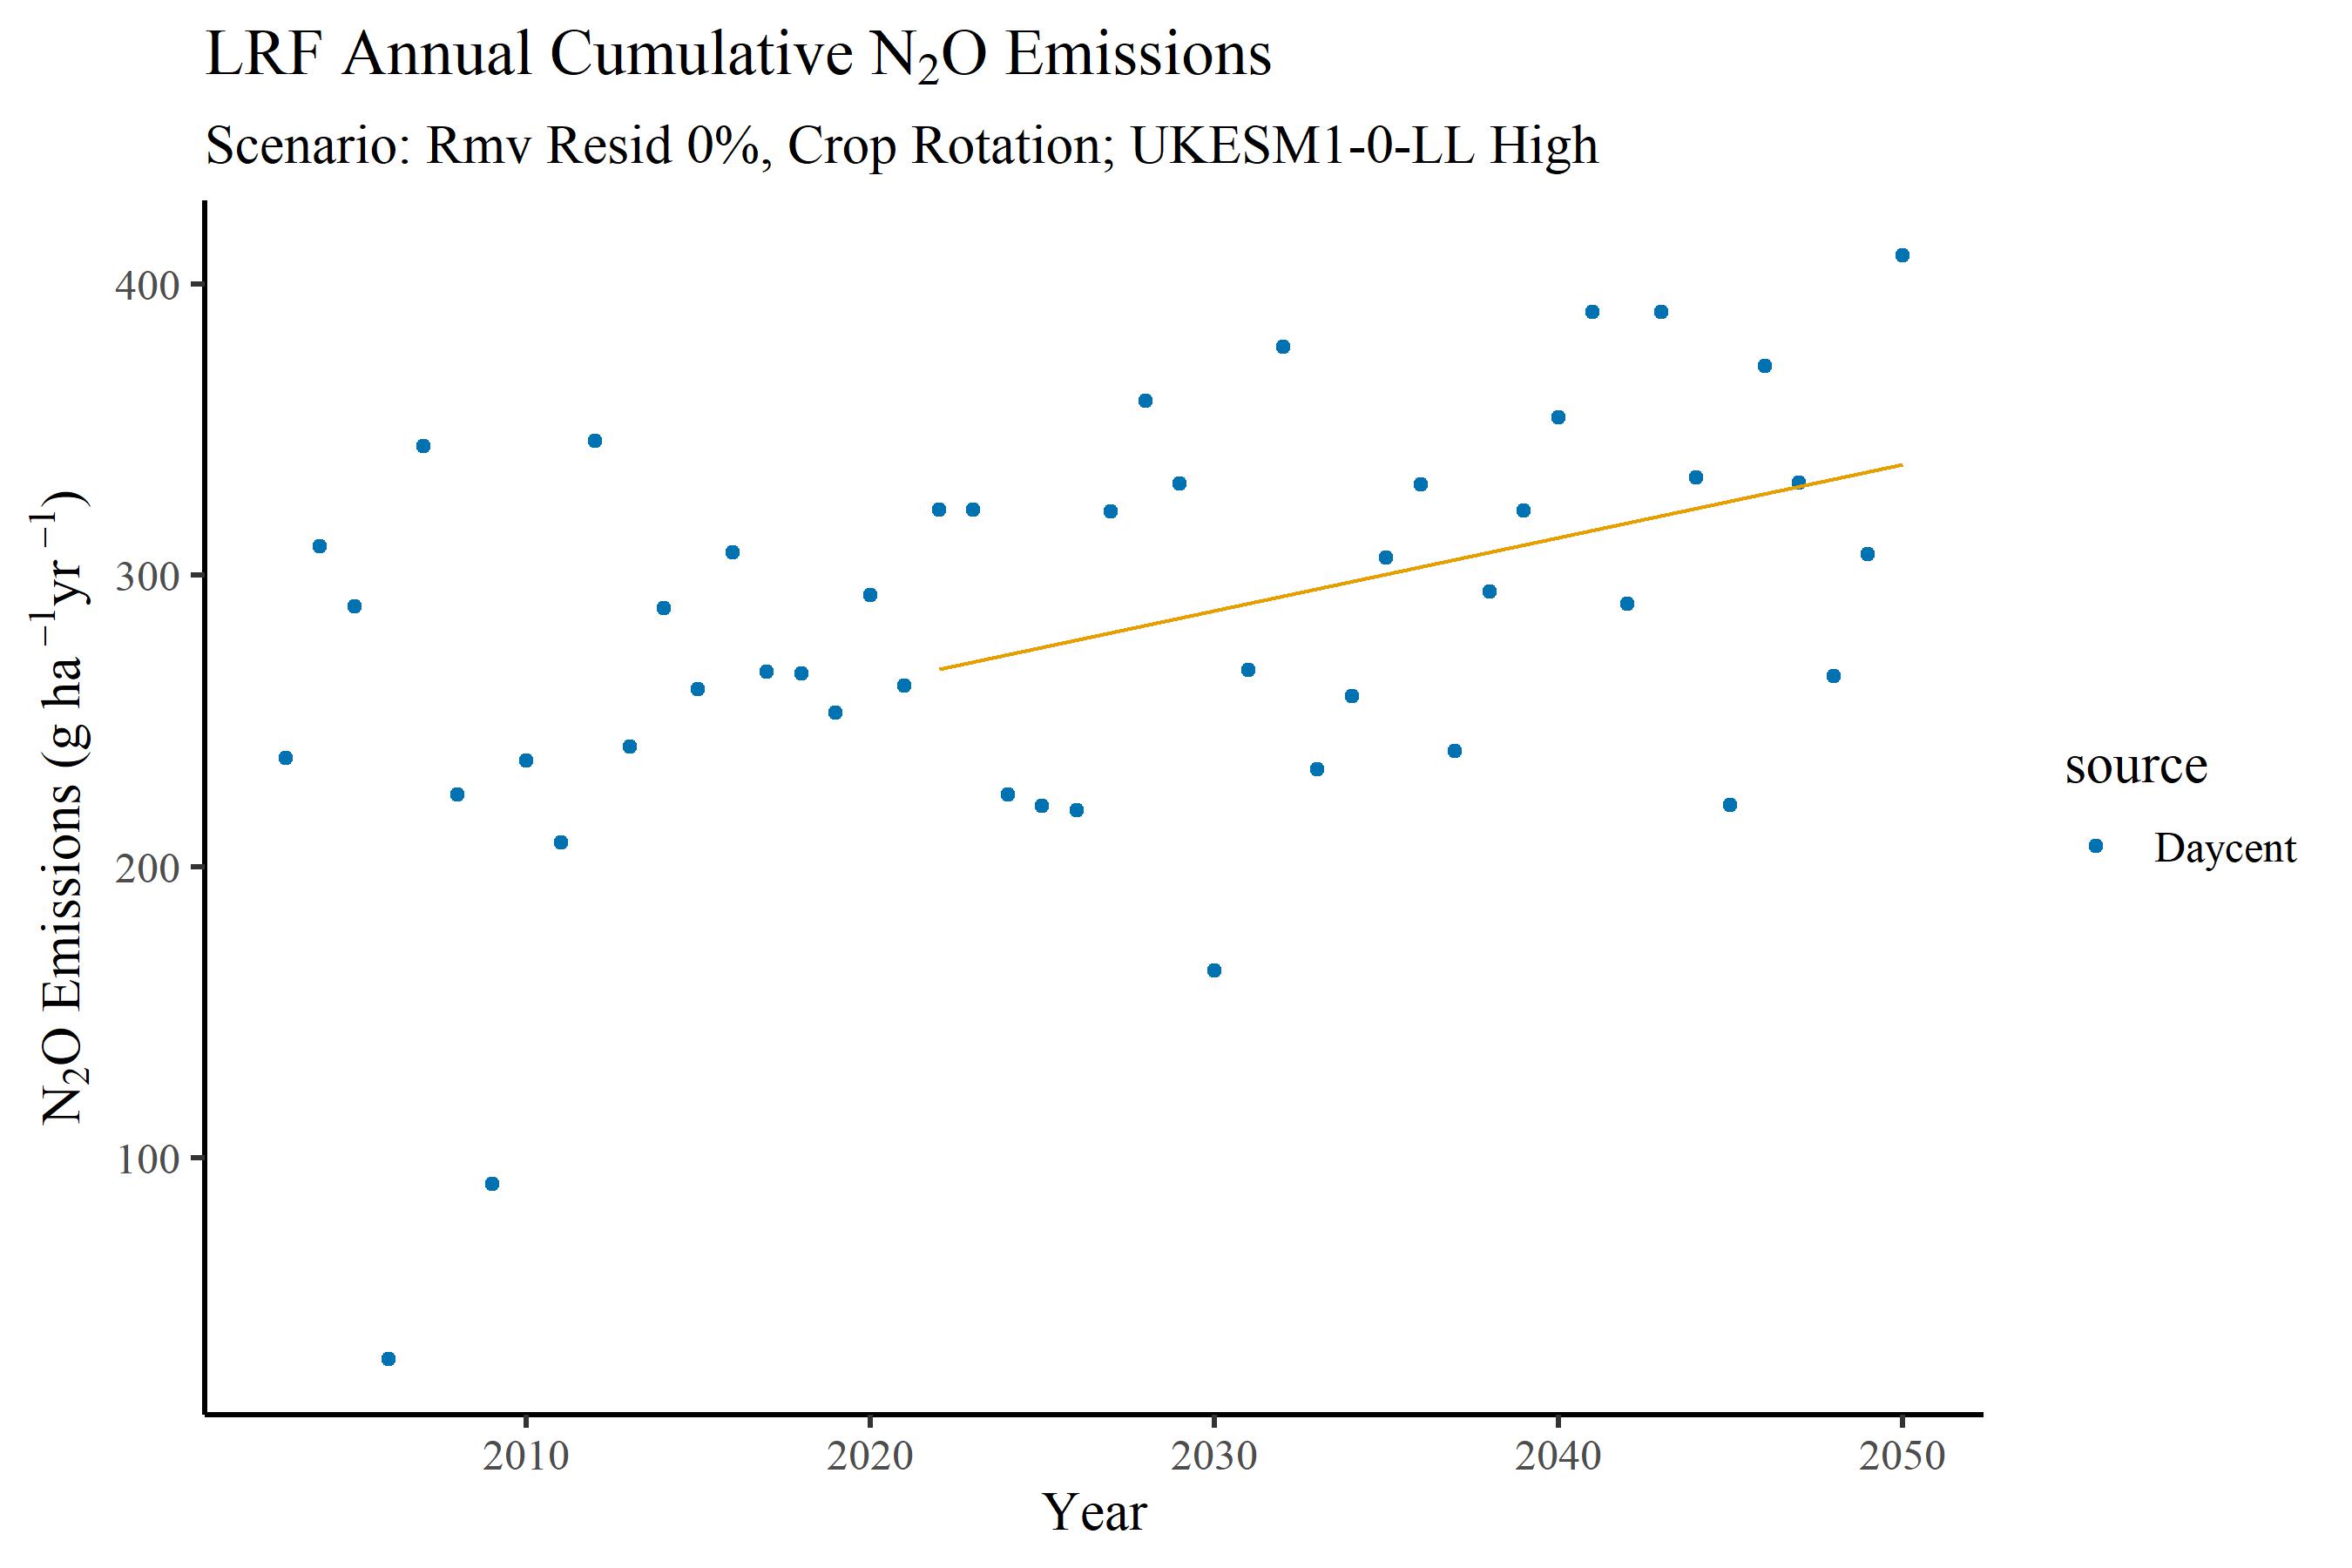 LRF Annual Cumulative N₂O Emissions
Scenario: Rmv Resid 0%, Crop Rotation; UKESM1-0-LL High
N₂O Emissions (g ha⁻¹yr⁻¹)
400
300
200
100
2010
2020
2030
2040
2050
Year
source
Daycent